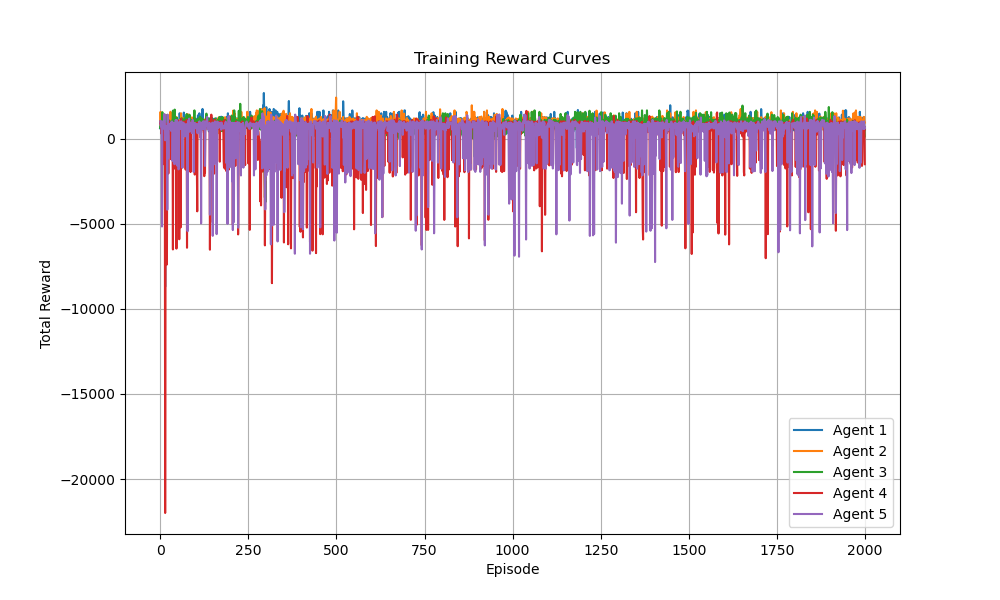 Training Reward Curves
Total Reward
0
−5000
−10000
−15000
−20000
0 250 500 750 1000 1250 1500 1750 2000
Episode
Agent 1
Agent 2
Agent 3
Agent 4
Agent 5